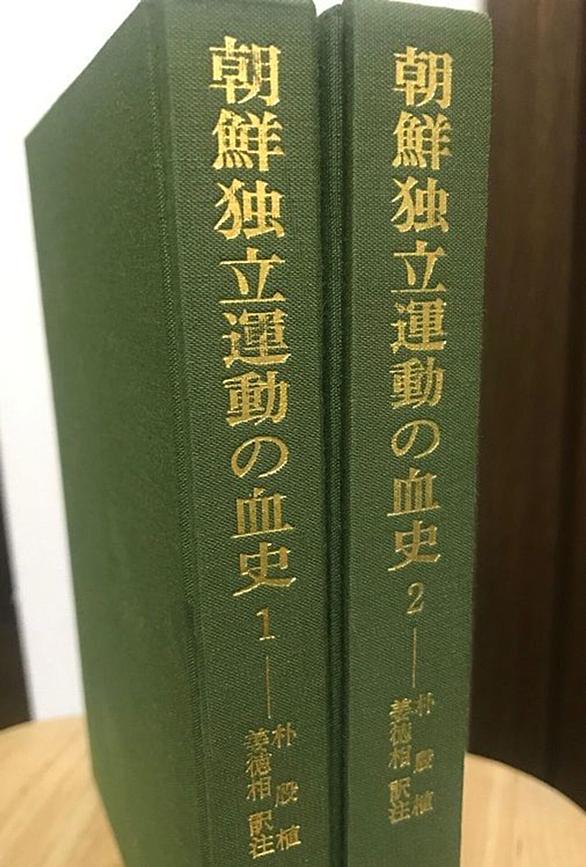 朝鮮独立運動の血史 1
朴 殷 植
姜徳相 訳注
朝鮮独立運動の血史 2
朴 殷 植
姜徳相 訳注